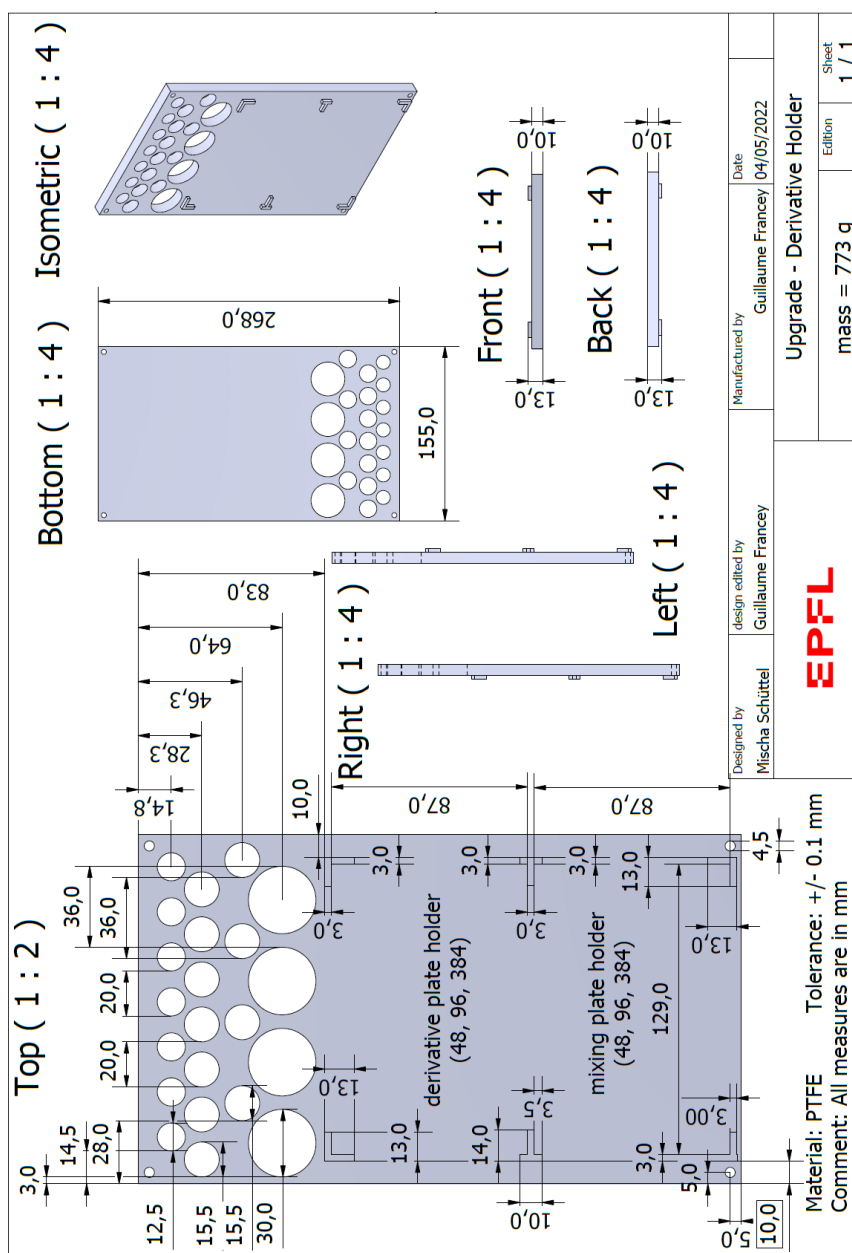 Top ( 1 : 2 )
3,0
14,5
28,0
20,0
20,0
36,0
36,0
14,8
28,3
46,3
64,0
83,0
12,5
15,5
15,5
30,0
10,0
13,0
3,0
3,0
derivative plate holder
(48, 96, 384)
87,0
13,0
14,0
3,5
3,0
3,0
10,0
mixing plate holder
(48, 96, 384)
3,0
87,0
129,0
13,0
13,0
3,0
3,00
5,0
5,0
10,0
4,5
Material: PTFE
Tolerance: +/- 0.1 mm
Comment: All measures are in mm
Bottom ( 1 : 4 )
268,0
155,0
Isometric ( 1 : 4 )
Right ( 1 : 4 )
Left ( 1 : 4 )
Front ( 1 : 4 )
13,0
10,0
Back ( 1 : 4 )
13,0
10,0
Designed by
Mischa Schüttel
design edited by
Guillaume Francey
Manufactured by
Guillaume Francey
Date
04/05/2022
EPFL
Upgrade - Derivative Holder
mass = 773 g
Edition
Sheet
1 / 1